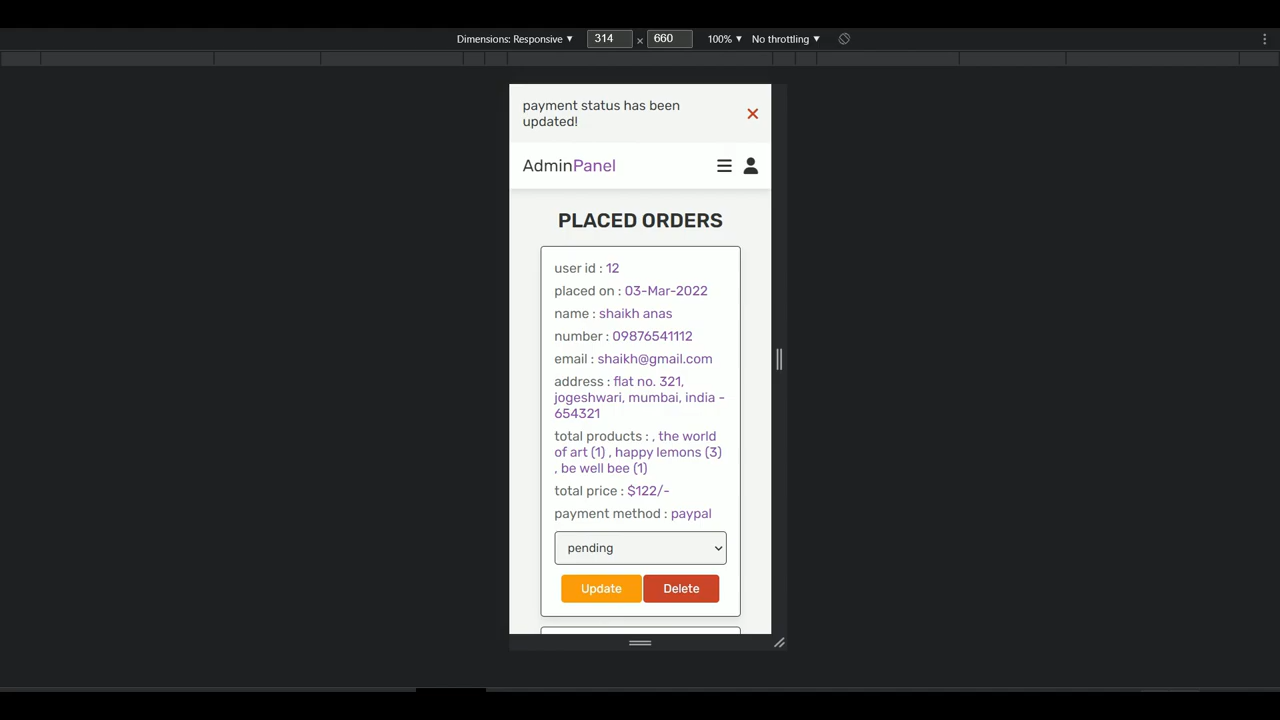 Dimensions: Responsive ▼ 314 × 660 100% ▼ No throttling ▼
payment status has been
updated!
AdminPanel
PLACED ORDERS
user id : 12
placed on : 03-Mar-2022
name : shaikh anas
number : 09876541112
email : shaikh@gmail.com
address : flat no. 321,
jogeshwari, mumbai, india -
654321
total products : , the world
of art (1) , happy lemons (3)
, be well bee (1)
total price : $122/-
payment method : paypal
pending
Update Delete